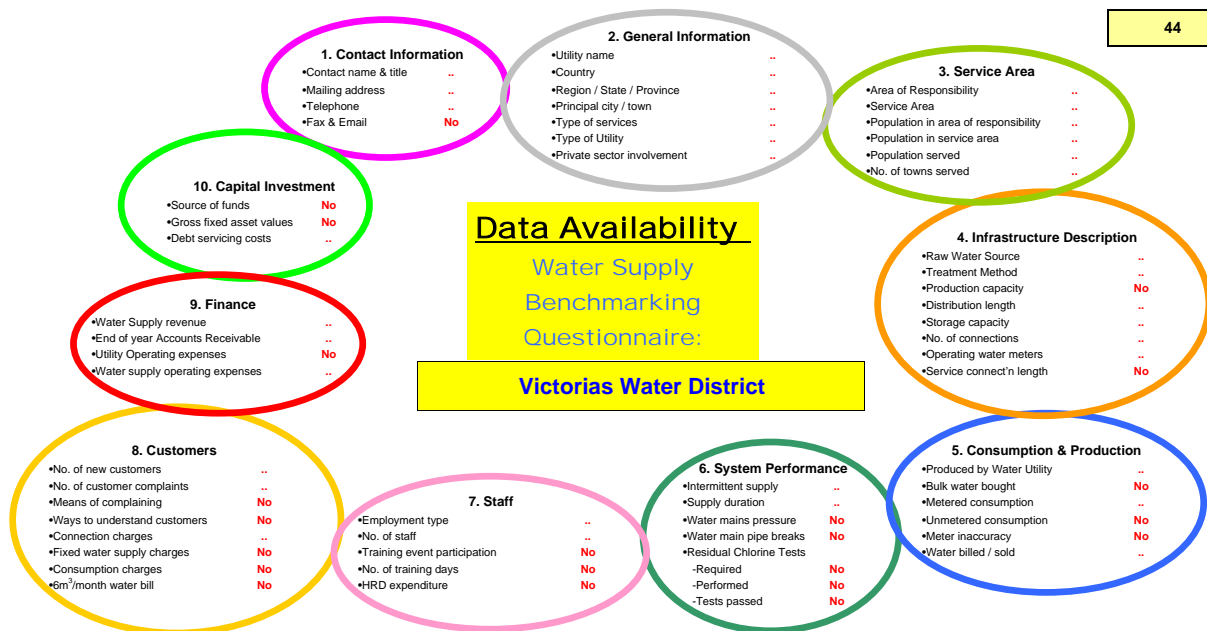 44
1. Contact Information
•Contact name & title ..
•Mailing address ..
•Telephone ..
•Fax & Email No
2. General Information
•Utility name ..
•Country ..
•Region / State / Province ..
•Principal city / town ..
•Type of services ..
•Type of Utility ..
•Private sector involvement ..
3. Service Area
•Area of Responsibility ..
•Service Area ..
•Population in area of responsibility ..
•Population in service area ..
•Population served ..
•No. of towns served ..
10. Capital Investment
•Source of funds No
•Gross fixed asset values No
•Debt servicing costs ..
Data Availability
Water Supply
Benchmarking
Questionnaire:
Victorias Water District
4. Infrastructure Description
•Raw Water Source ..
•Treatment Method ..
•Production capacity No
•Distribution length ..
•Storage capacity ..
•No. of connections ..
•Operating water meters ..
•Service connect'n length No
9. Finance
•Water Supply revenue ..
•End of year Accounts Receivable ..
•Utility Operating expenses No
•Water supply operating expenses ..
8. Customers
•No. of new customers ..
•No. of customer complaints ..
•Means of complaining No
•Ways to understand customers No
•Connection charges ..
•Fixed water supply charges No
•Consumption charges No
•6m³/month water bill No
7. Staff
•Employment type ..
•No. of staff ..
•Training event participation No
•No. of training days No
•HRD expenditure No
6. System Performance
•Intermittent supply ..
•Supply duration ..
•Water mains pressure No
•Water main pipe breaks No
•Residual Chlorine Tests
-Required No
-Performed No
-Tests passed No
5. Consumption & Production
•Produced by Water Utility ..
•Bulk water bought No
•Metered consumption ..
•Unmetered consumption No
•Meter inaccuracy No
•Water billed / sold ..